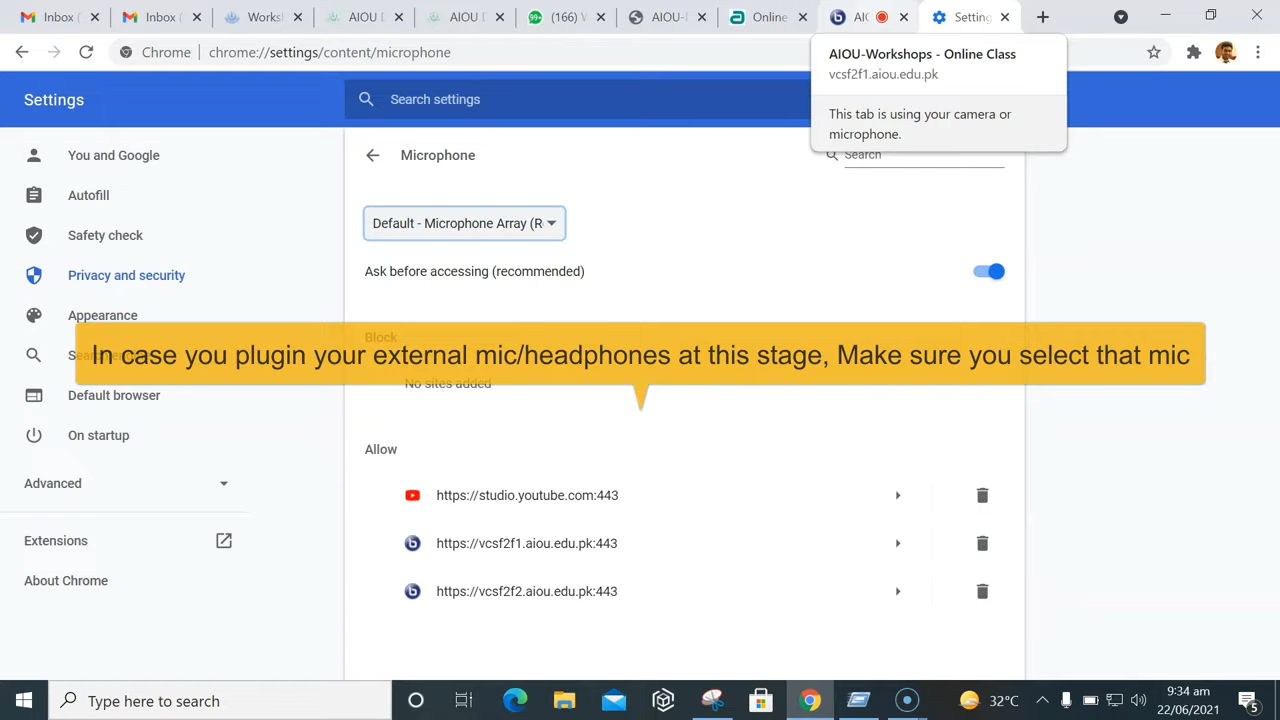 Inbox (
Inbox (
Works
AIOU D
AIOU D
99+
(166) W
AIOU-
Online
AIO
Setting
Chrome
chrome://settings/content/microphone
AIOU-Workshops - Online Class
vcsf2f1.aiou.edu.pk
This tab is using your camera or
microphone.
Settings
Search settings
You and Google
Autofill
Safety check
Privacy and security
Appearance
Default browser
On startup
Advanced
Extensions
About Chrome
Microphone
Search
Default - Microphone Array (R
Ask before accessing (recommended)
Block
In case you plugin your external mic/headphones at this stage, Make sure you select that mic
No sites added
Allow
https://studio.youtube.com:443
https://vcsf2f1.aiou.edu.pk:443
https://vcsf2f2.aiou.edu.pk:443
Type here to search
32°C
9:34 am
22/06/2021
5